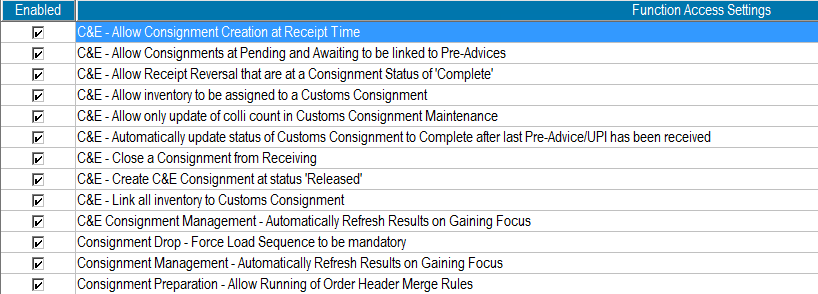 Enabled Function Access Settings
C&E - Allow Consignment Creation at Receipt Time
C&E - Allow Consignments at Pending and Awaiting to be linked to Pre-Advices
C&E - Allow Receipt Reversal that are at a Consignment Status of 'Complete'
C&E - Allow inventory to be assigned to a Customs Consignment
C&E - Allow only update of colli count in Customs Consignment Maintenance
C&E - Automatically update status of Customs Consignment to Complete after last Pre-Advice/UPI has been received
C&E - Close a Consignment from Receiving
C&E - Create C&E Consignment at status 'Released'
C&E - Link all inventory to Customs Consignment
C&E Consignment Management - Automatically Refresh Results on Gaining Focus
Consignment Drop - Force Load Sequence to be mandatory
Consignment Management - Automatically Refresh Results on Gaining Focus
Consignment Preparation - Allow Running of Order Header Merge Rules